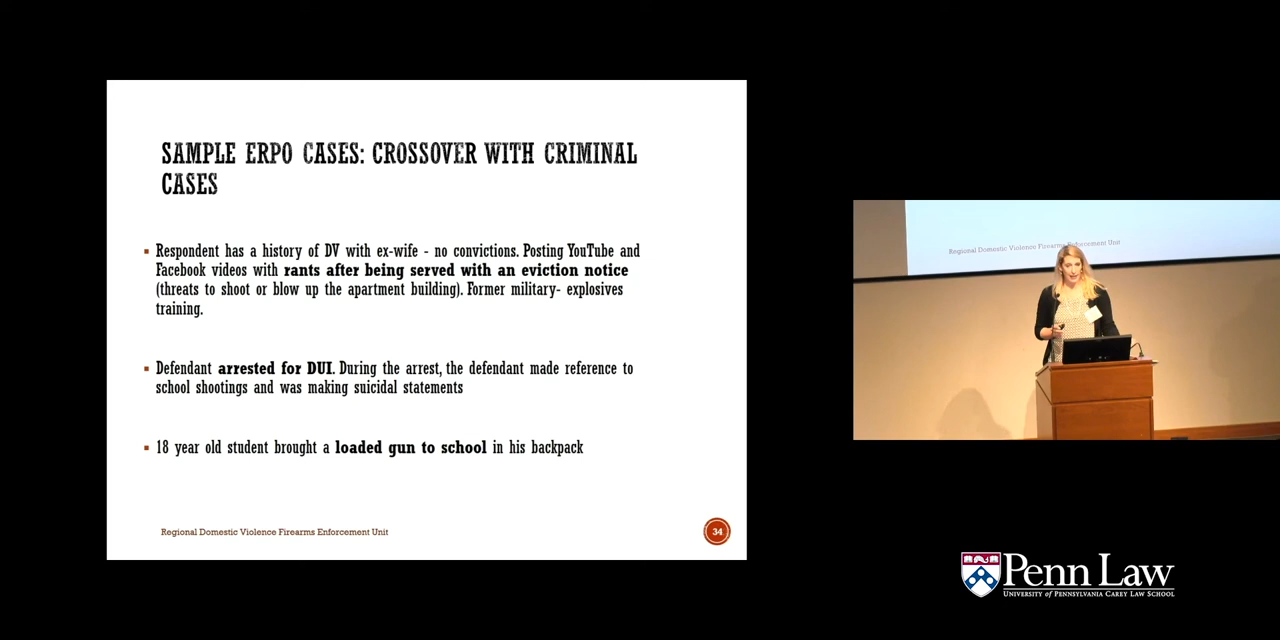 SAMPLE ERPO CASES: CROSSOVER WITH CRIMINAL
CASES
Respondent has a history of DV with ex-wife - no convictions. Posting YouTube and
Facebook videos with rants after being served with an eviction notice
(threats to shoot or blow up the apartment building). Former military- explosives
training.
Defendant arrested for DUI. During the arrest, the defendant made reference to
school shootings and was making suicidal statements
18 year old student brought a loaded gun to school in his backpack
Regional Domestic Violence Firearms Enforcement Unit
34
Regional Domestic Violence Firearms Enforcement Unit
Penn Law
UNIVERSITY OF PENNSYLVANIA CAREY LAW SCHOOL